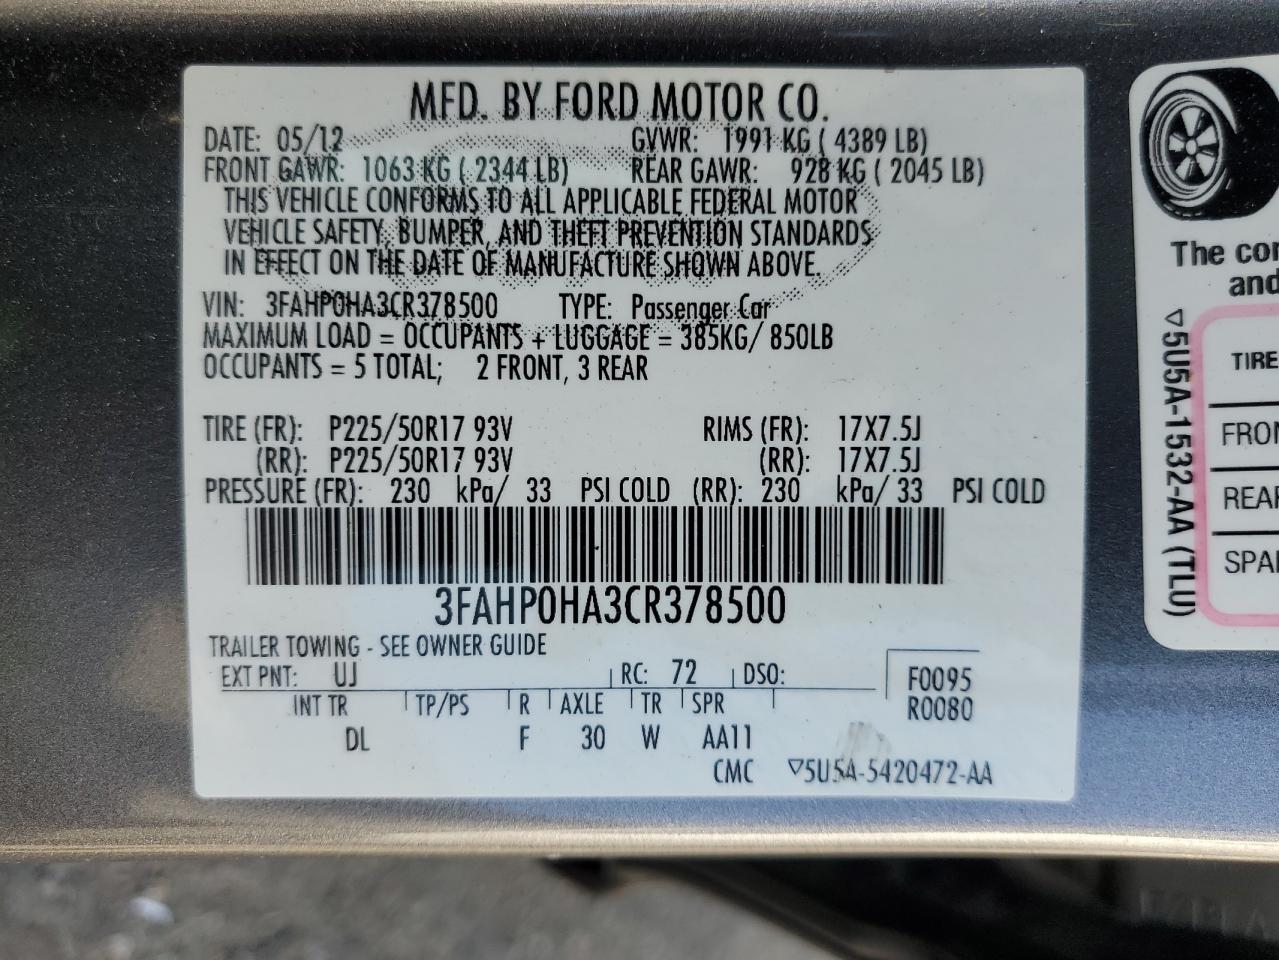 MFD. BY FORD MOTOR CO.
DATE: 05/12 GVWR: 1991 KG ( 4389 LB)
FRONT GAWR: 1063 KG ( 2344 LB) REAR GAWR: 928 KG ( 2045 LB)
THIS VEHICLE CONFORMS TO ALL APPLICABLE FEDERAL MOTOR
VEHICLE SAFETY, BUMPER, AND THEFT PREVENTION STANDARDS
IN EFFECT ON THE DATE OF MANUFACTURE SHOWN ABOVE.
VIN: 3FAHP0HA3CR378500 TYPE: Passenger Car
MAXIMUM LOAD = OCCUPANTS + LUGGAGE = 385KG/ 850LB
OCCUPANTS = 5 TOTAL; 2 FRONT, 3 REAR
TIRE (FR): P225/50R17 93V RIMS (FR): 17X7.5J
(RR): P225/50R17 93V (RR): 17X7.5J
PRESSURE (FR): 230 kPa/ 33 PSI COLD (RR): 230 kPa/ 33 PSI COLD
3FAHP0HA3CR378500
TRAILER TOWING - SEE OWNER GUIDE
EXT PNT: UJ RC: 72 DSO: F0095
INT TR TP/PS R AXLE TR SPR R0080
DL F 30 W AA11
CMC ▽5U5A-5420472-AA
The co
and
▽5U5A-1532-AA (TLU)
TIRE
FRON
REAR
SPA